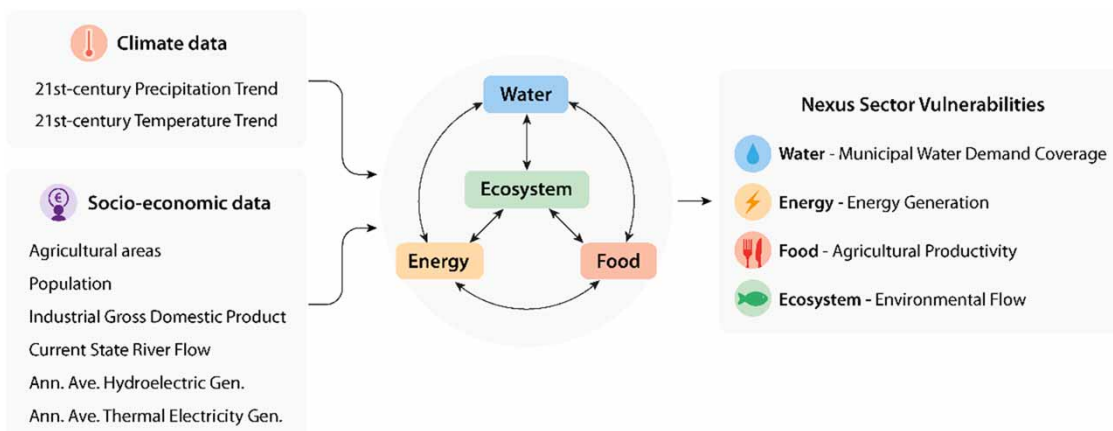 Climate data
21st-century Precipitation Trend
21st-century Temperature Trend
€
Socio-economic data
Agricultural areas
Population
Industrial Gross Domestic Product
Current State River Flow
Ann. Ave. Hydroelectric Gen.
Ann. Ave. Thermal Electricity Gen.
Water
Ecosystem
Energy
Food
Nexus Sector Vulnerabilities
Water - Municipal Water Demand Coverage
Energy - Energy Generation
Food - Agricultural Productivity
Ecosystem - Environmental Flow